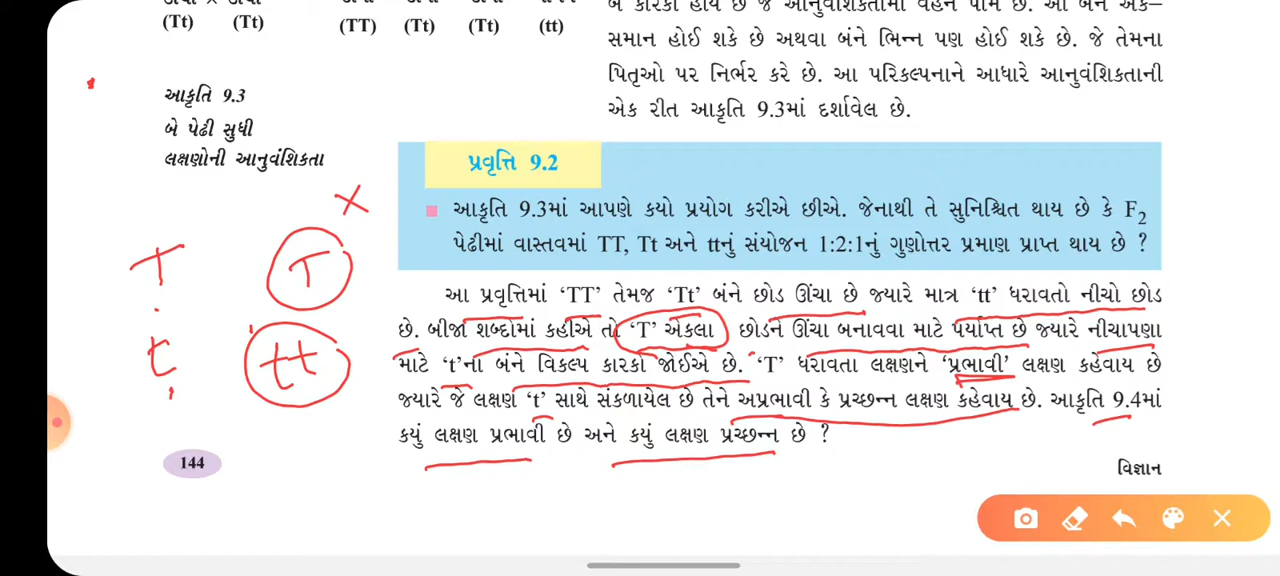 (Tt) (Tt) (TT) (Tt) (Tt) (tt)
સમાન હોઈ શકે છે અથવા બંને ભિન્ન પણ હોઈ શકે છે. જે તેમના
પિતૃઓ પર નિર્ભર કરે છે. આ પરિકલ્પનાને આધારે આનુવંશિકતાની
એક રીત આકૃતિ 9.3માં દર્શાવેલ છે.
આકૃતિ 9.3
બે પેઢી સુધી
લક્ષણોની આનુવંશિકતા
પ્રવૃત્તિ 9.2
આકૃતિ 9.3માં આપણે કયો પ્રયોગ કરીએ છીએ. જેનાથી તે સુનિશ્ચિત થાય છે કે F2
પેઢીમાં વાસ્તવમાં TT, Tt અને ttનું સંયોજન 1:2:1નું ગુણોત્તર પ્રમાણ પ્રાપ્ત થાય છે ?
T T
t tt
આ પ્રવૃત્તિમાં ‘TT’ તેમજ ‘Tt’ બંને છોડ ઊંચા છે જ્યારે માત્ર ‘tt’ ધરાવતો નીચો છોડ
છે. બીજા શબ્દોમાં કહીએ તો ‘T’ એકલા છોડને ઊંચા બનાવવા માટે પર્યાપ્ત છે જ્યારે નીચાપણા
માટે ‘t’ના બંને વિકલ્પ કારકો જોઈએ છે. ‘T’ ધરાવતા લક્ષણને ‘પ્રભાવી’ લક્ષણ કહેવાય છે
જ્યારે જે લક્ષણ ‘t’ સાથે સંકળાયેલ છે તેને અપ્રભાવી કે પ્રચ્છન્ન લક્ષણ કહેવાય છે. આકૃતિ 9.4માં
કયું લક્ષણ પ્રભાવી છે અને કયું લક્ષણ પ્રચ્છન્ન છે ?
144
વિજ્ઞાન